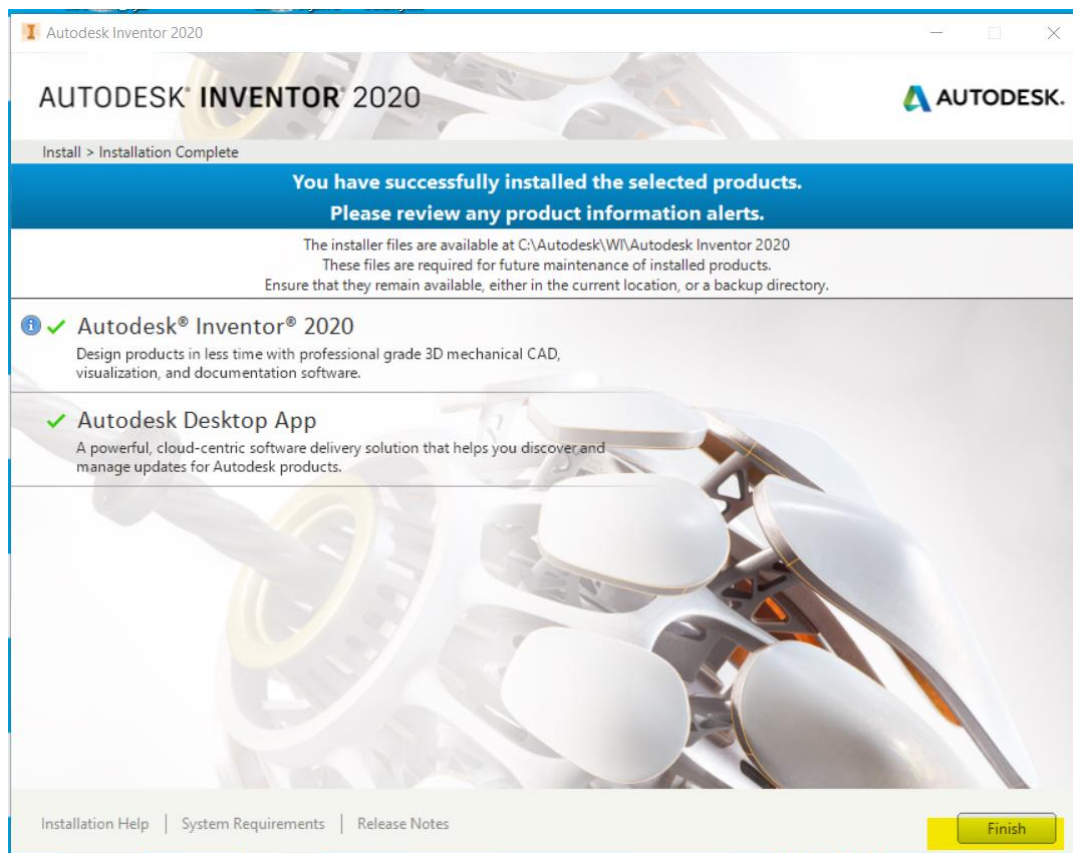 Autodesk Inventor 2020
AUTODESK® INVENTOR® 2020
AUTODESK.
Install > Installation Complete
You have successfully installed the selected products.
Please review any product information alerts.
The installer files are available at C:\Autodesk\WI\Autodesk Inventor 2020
These files are required for future maintenance of installed products.
Ensure that they remain available, either in the current location, or a backup directory.
Autodesk® Inventor® 2020
Design products in less time with professional grade 3D mechanical CAD,
visualization, and documentation software.
Autodesk Desktop App
A powerful, cloud-centric software delivery solution that helps you discover and
manage updates for Autodesk products.
Installation Help | System Requirements | Release Notes
Finish